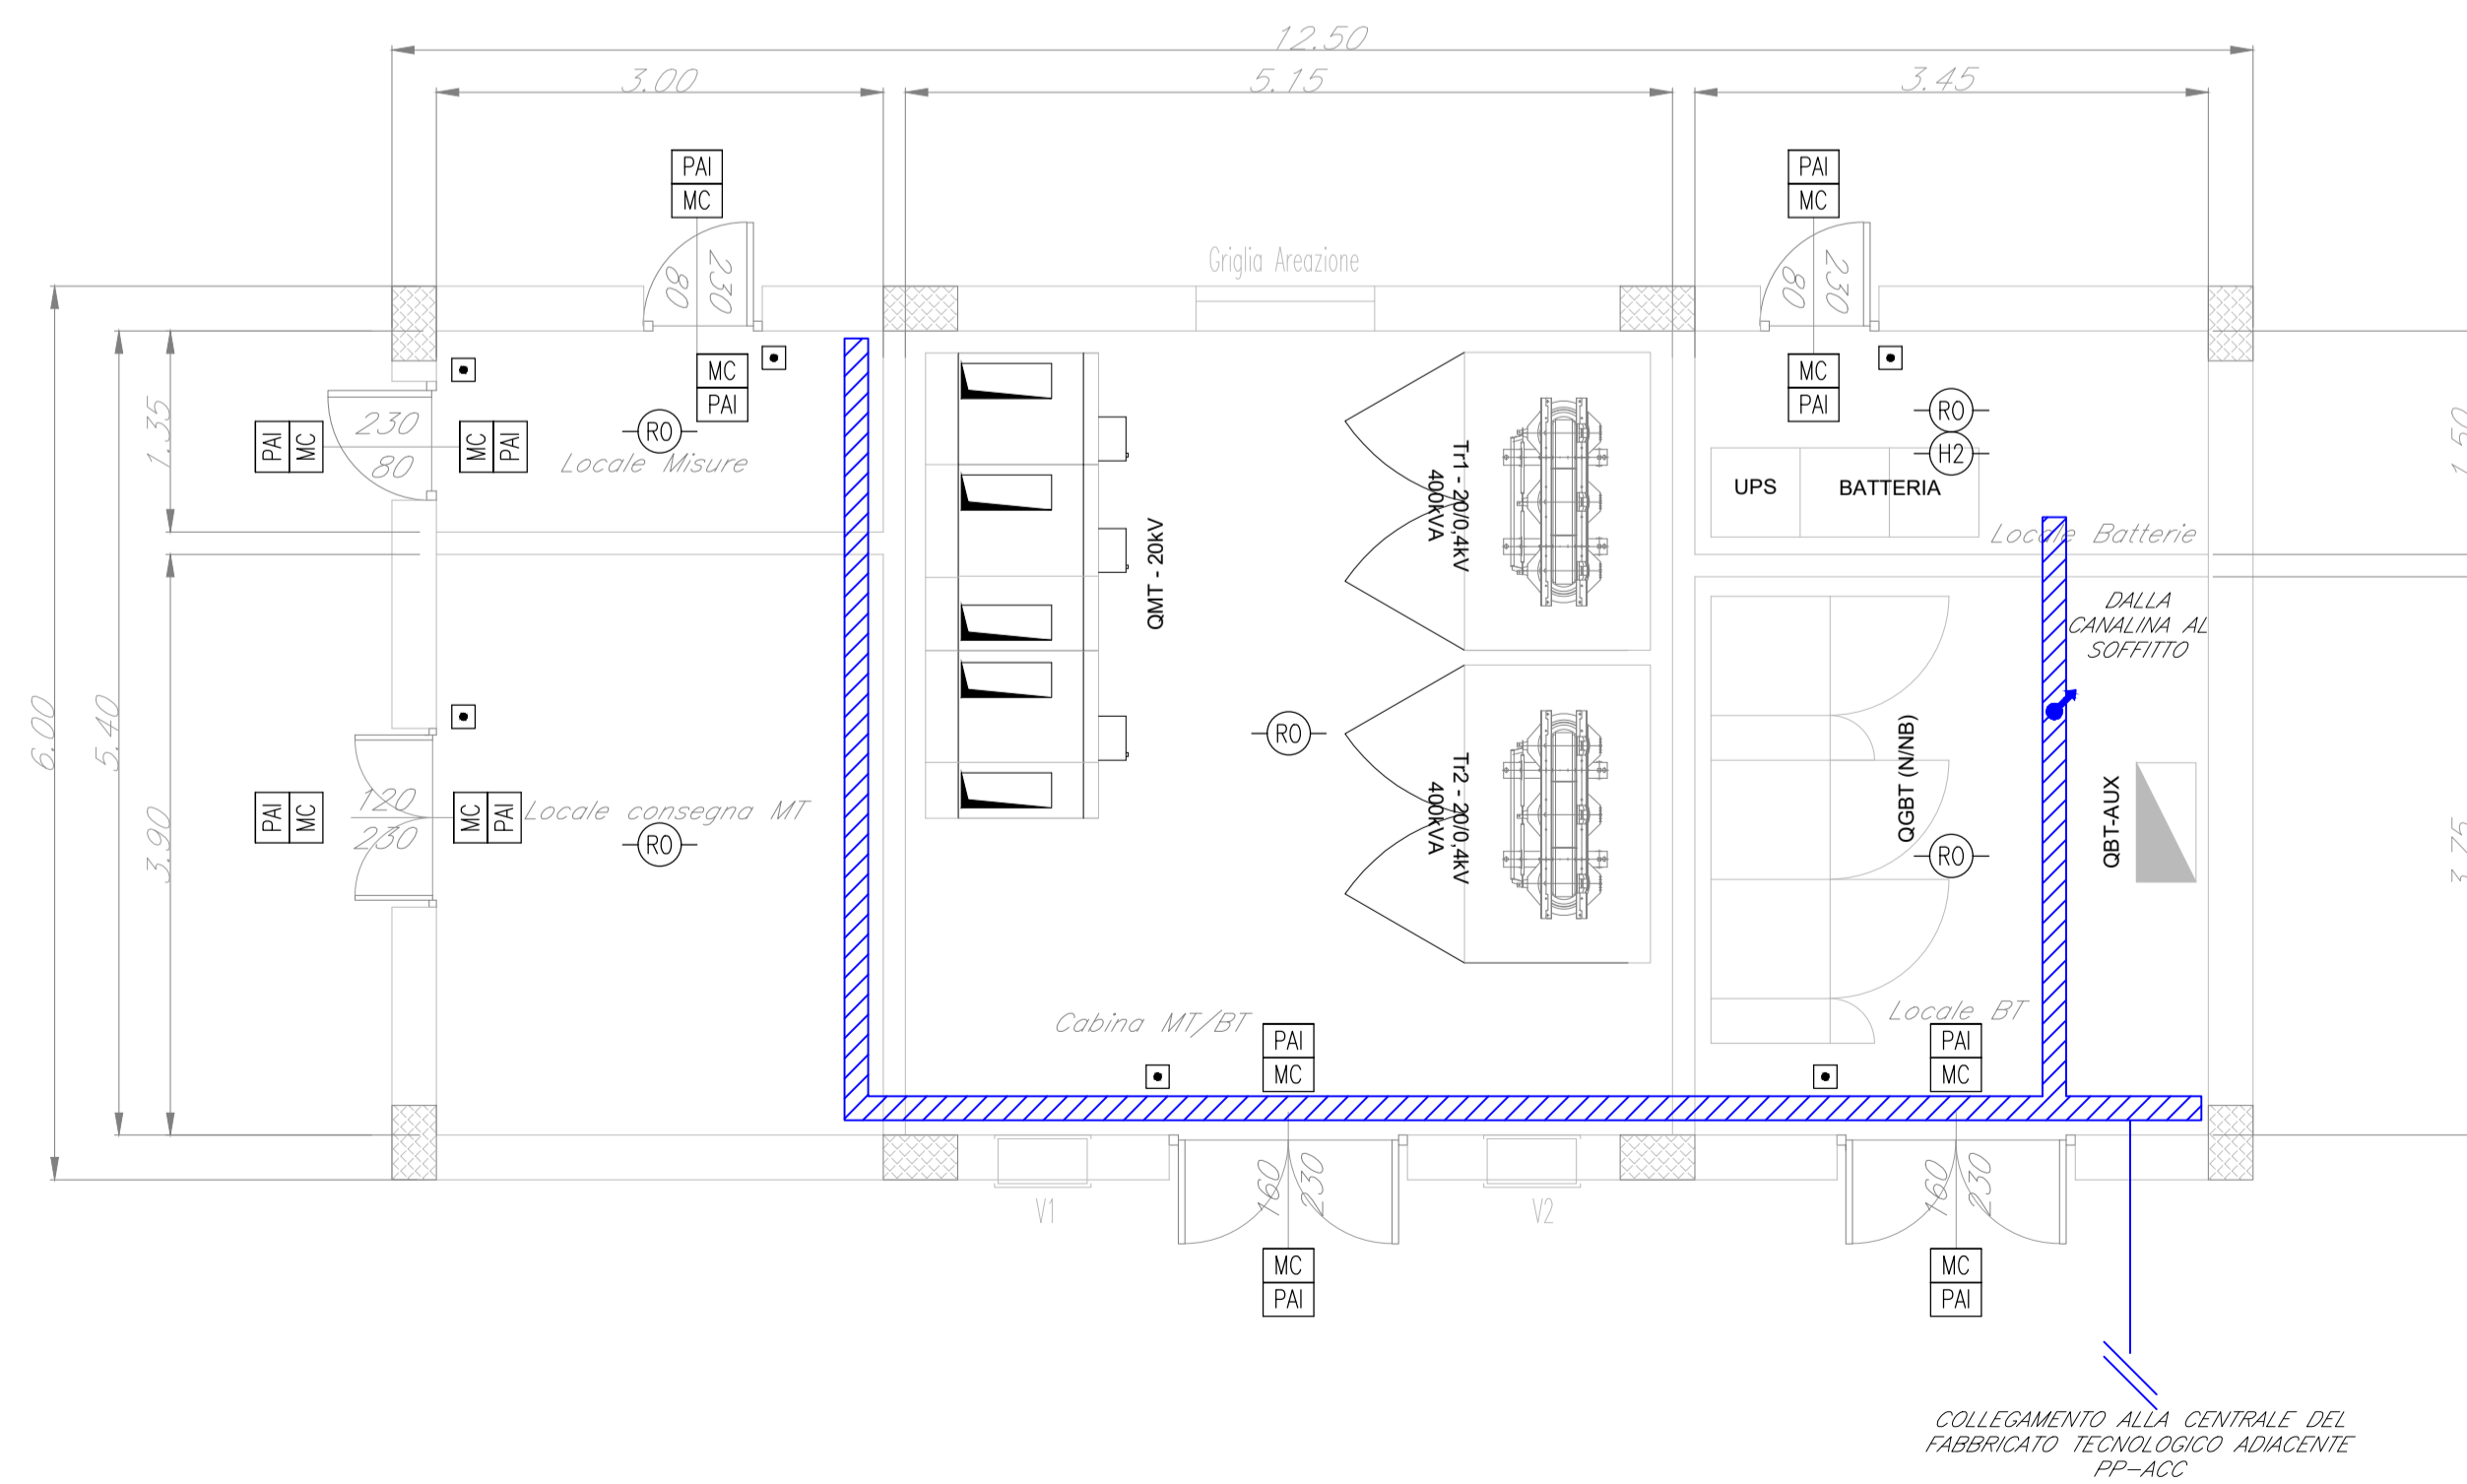 12.50
3.00
5.15
3.45
PAI
MC
PAI
MC
230
80
Griglia Areazione
230
80
MC
PAI
MC
PAI
1.35
PAI
MC
230
80
MC
PAI
RO
Locale Misure
RO
H2
UPS
BATTERIA
Locale Batterie
1.50
QMT - 20kV
Tr1 - 20/0,4kV
400kVA
DALLA
CANALINA AL
SOFFITTO
6.00
5.40
3.90
PAI
MC
120
230
MC
PAI
Locale consegna MT
RO
RO
Tr2 - 20/0,4kV
400kVA
QGBT (N/NB)
RO
QBT-AUX
3.75
Cabina MT/BT
PAI
MC
Locale BT
PAI
MC
V1
160
230
V2
160
230
MC
PAI
MC
PAI
COLLEGAMENTO ALLA CENTRALE DEL
FABBRICATO TECNOLOGICO ADIACENTE
PP-ACC